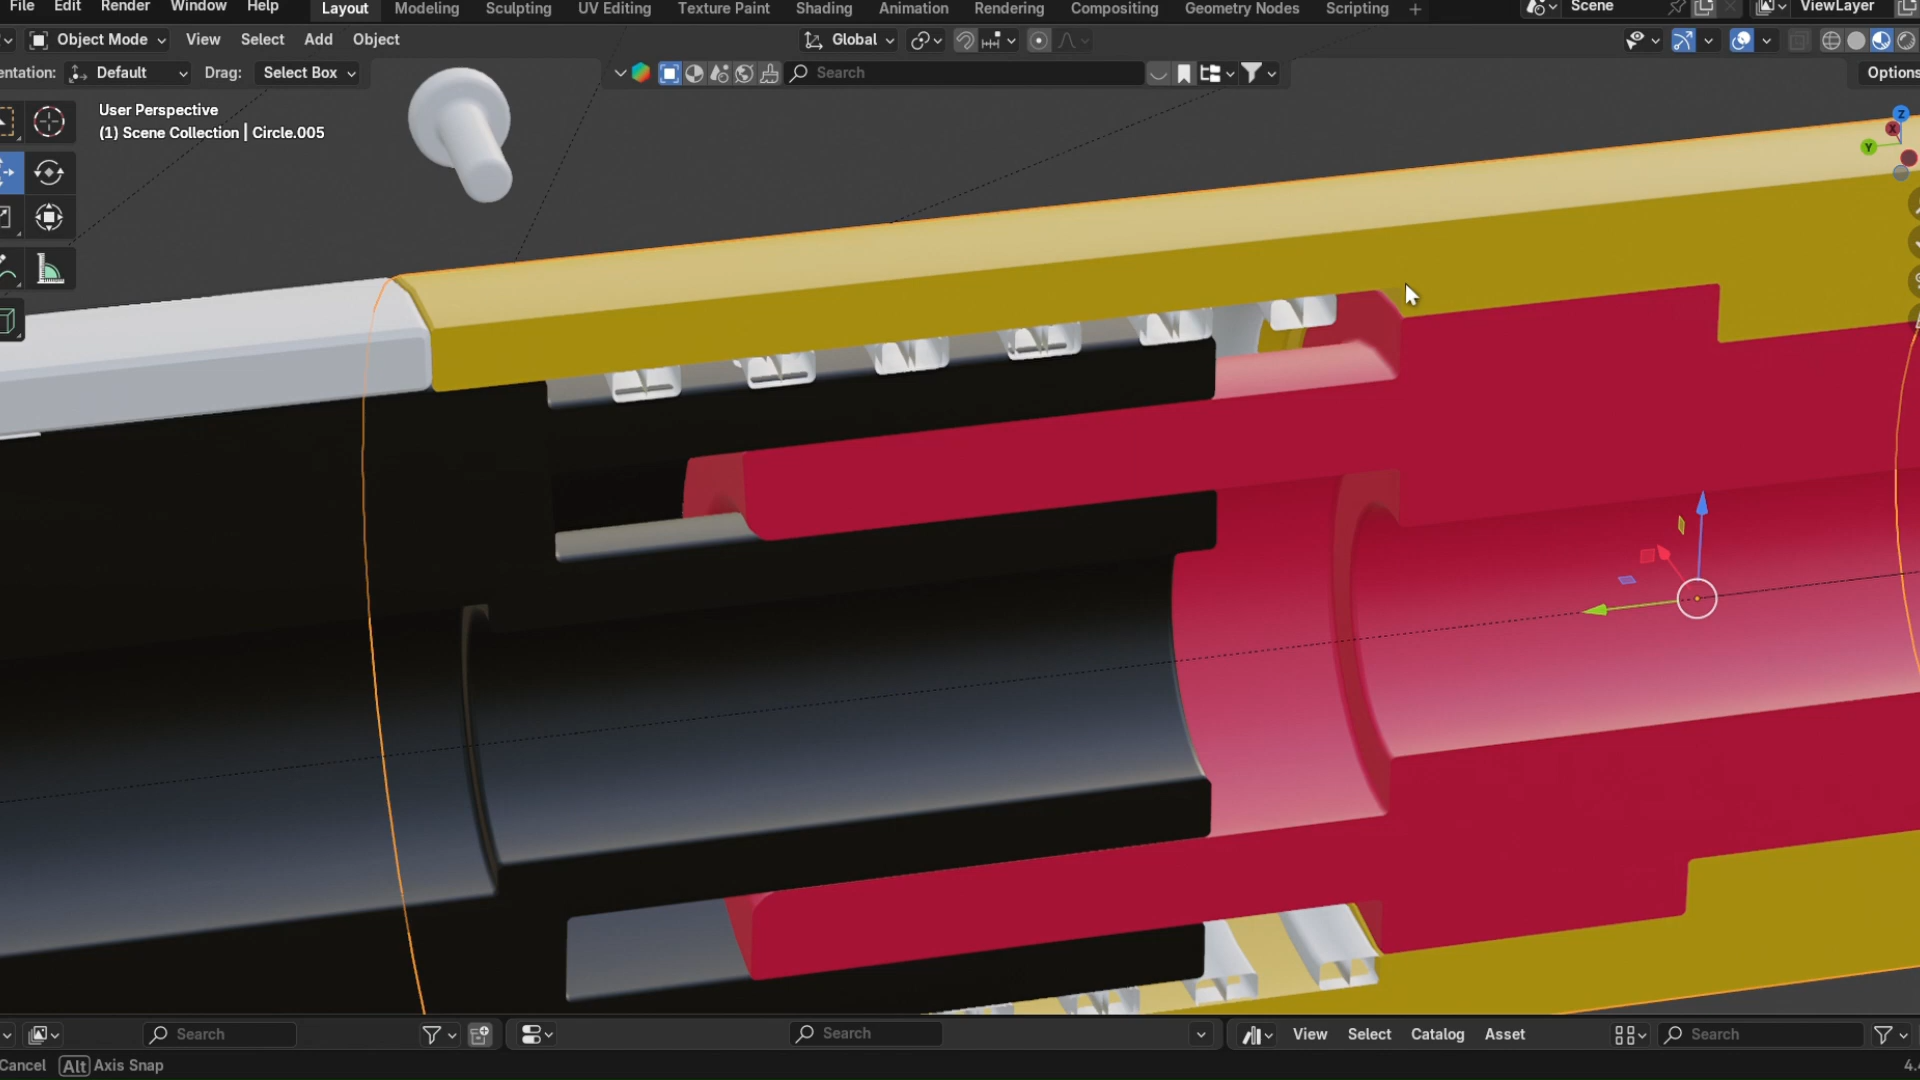 File Edit Render Window Help Layout Modeling Sculpting UV Editing Texture Paint Shading Animation Rendering Compositing Geometry Nodes Scripting + Scene ViewLayer
Object Mode View Select Add Object Global
entation: Default Drag: Select Box Search Options
User Perspective
(1) Scene Collection | Circle.005
Z
X
Y
Search Search View Select Catalog Asset Search
Cancel Alt Axis Snap 4.